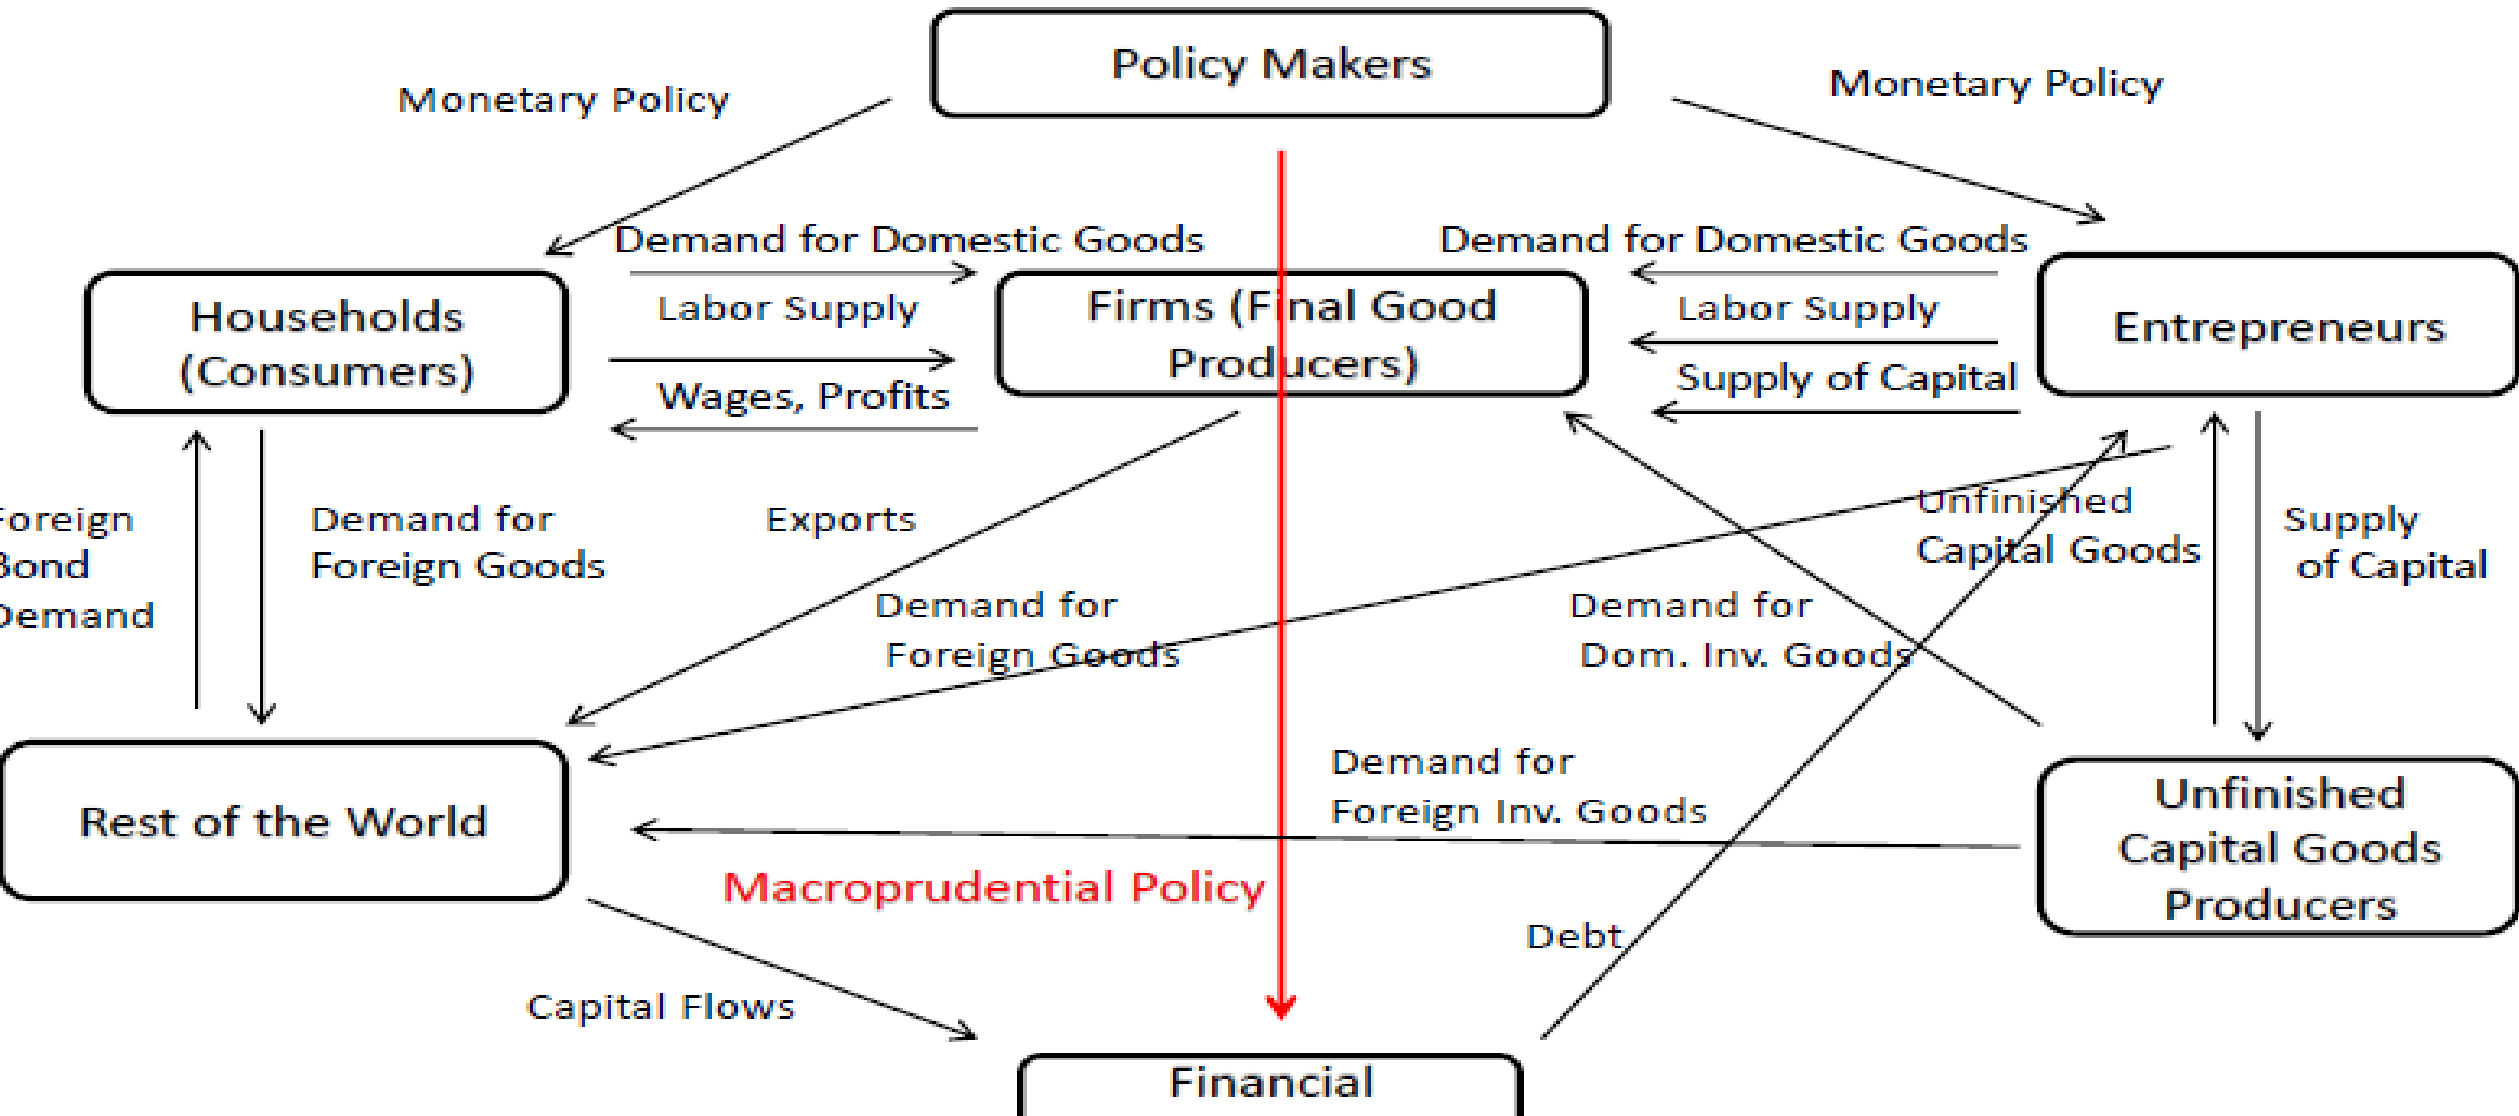 Policy Makers
Monetary Policy
Monetary Policy
Demand for Domestic Goods
Demand for Domestic Goods
Households
(Consumers)
Labor Supply
Wages, Profits
Firms (Final Good
Producers)
Labor Supply
Supply of Capital
Entrepreneurs
oreign
ond
emand
Demand for
Foreign Goods
Exports
Unfinished
Capital Goods
Supply
of Capital
Demand for
Foreign Goods
Demand for
Dom. Inv. Goods
Rest of the World
Demand for
Foreign Inv. Goods
Unfinished
Capital Goods
Producers
Macroprudential Policy
Debt
Capital Flows
Financial